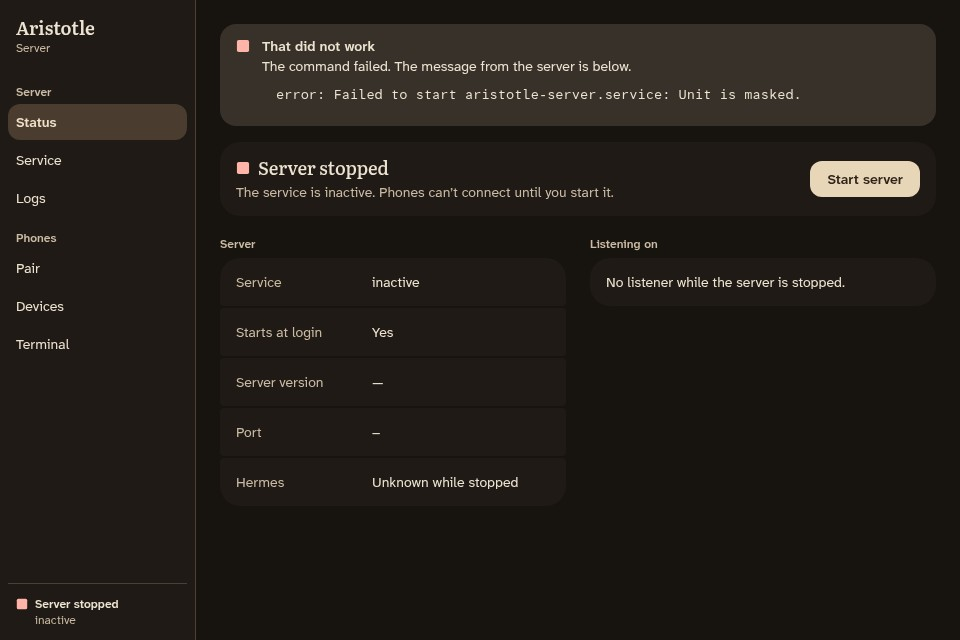 Aristotle
Server
Server
Status
Service
Logs
Phones
Pair
Devices
Terminal
Server stopped
inactive
That did not work
The command failed. The message from the server is below.
error: Failed to start aristotle-server.service: Unit is masked.
Server stopped
The service is inactive. Phones can't connect until you start it.
Start server
Server
Service inactive
Starts at login Yes
Server version —
Port –
Hermes Unknown while stopped
Listening on
No listener while the server is stopped.